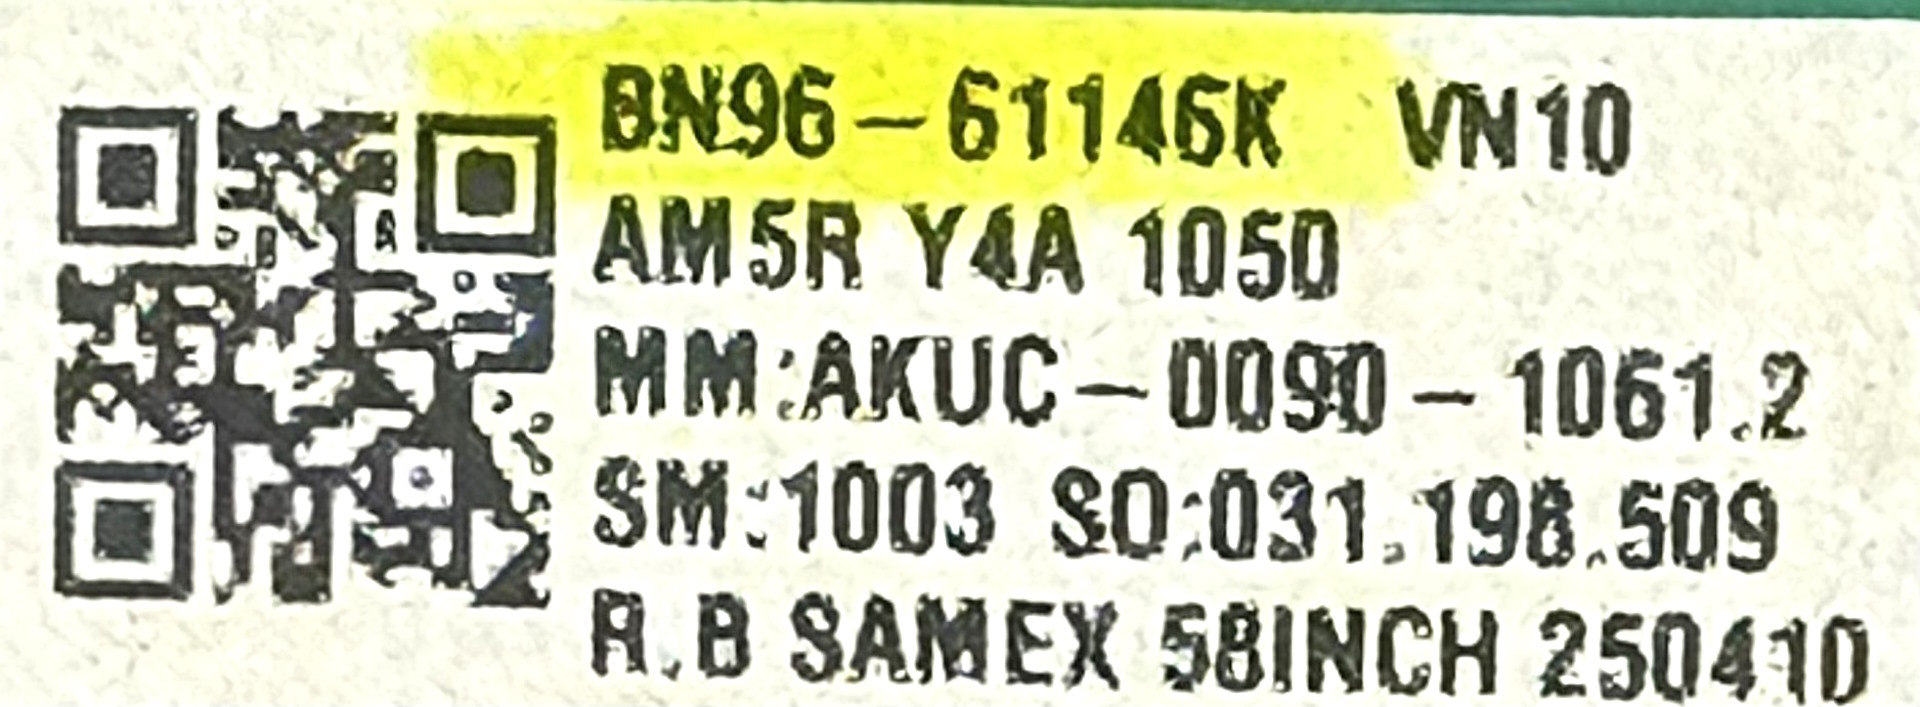 BN96-61146K VN10
AM5R Y4A 1050
MM:AKUC-0090-1061.2
SM:1003 SO:031.198.509
R.B SAMEX 58INCH 250410